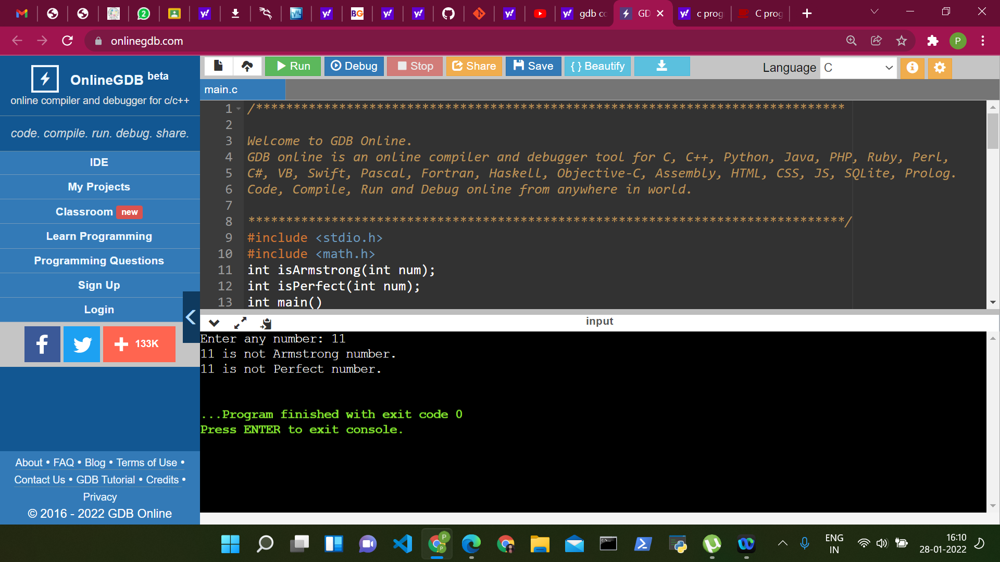 gdb co
GD
c prog
C prog
onlinegdb.com
P
OnlineGDB beta
online compiler and debugger for c/c++
code. compile. run. debug. share.
IDE
My Projects
Classroom new
Learn Programming
Programming Questions
Sign Up
Login
133K
About • FAQ • Blog • Terms of Use •
Contact Us • GDB Tutorial • Credits •
Privacy
© 2016 - 2022 GDB Online
Run
Debug
Stop
Share
Save
{ } Beautify
Language C
main.c
1 /******************************************************************************
2
3 Welcome to GDB Online.
4 GDB online is an online compiler and debugger tool for C, C++, Python, Java, PHP, Ruby, Perl,
5 C#, VB, Swift, Pascal, Fortran, Haskell, Objective-C, Assembly, HTML, CSS, JS, SQLite, Prolog.
6 Code, Compile, Run and Debug online from anywhere in world.
7
8 *******************************************************************************/
9 #include <stdio.h>
10 #include <math.h>
11 int isArmstrong(int num);
12 int isPerfect(int num);
13 int main()
input
Enter any number: 11
11 is not Armstrong number.
11 is not Perfect number.
...Program finished with exit code 0
Press ENTER to exit console.
ENG
IN
16:10
28-01-2022